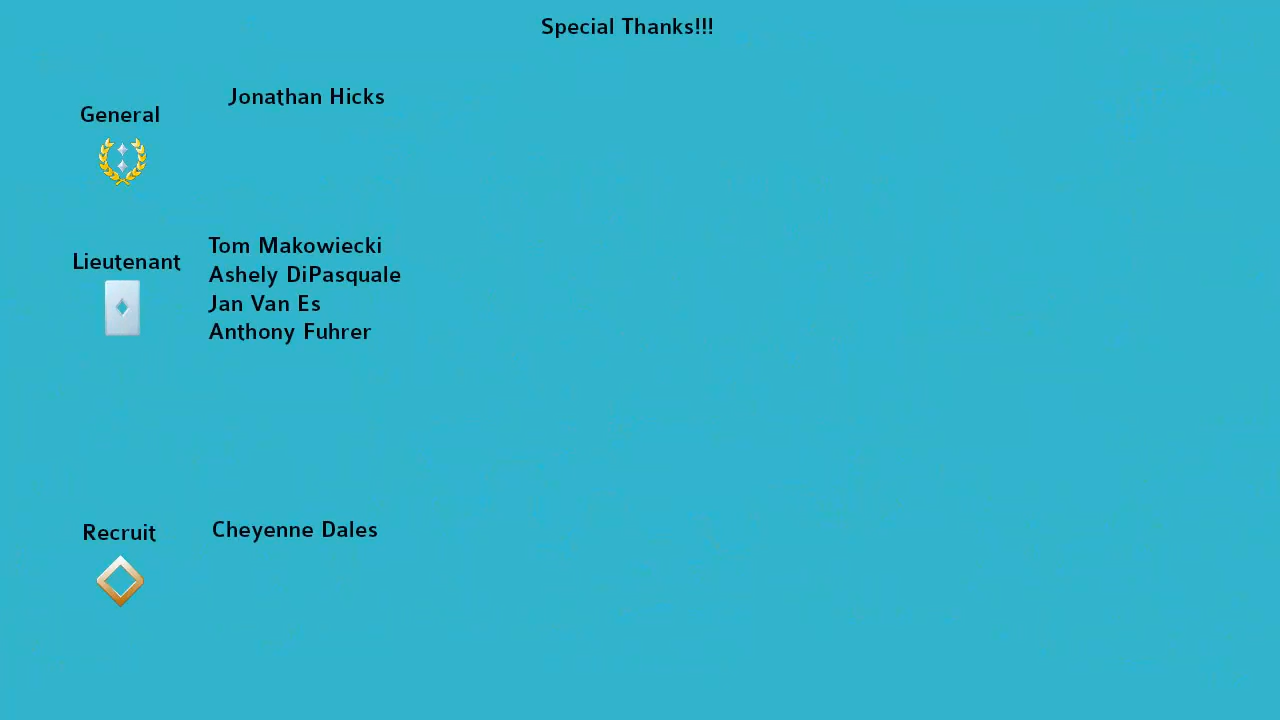 Special Thanks!!!
General
Jonathan Hicks
Lieutenant
Tom Makowiecki
Ashely DiPasquale
Jan Van Es
Anthony Fuhrer
Recruit
Cheyenne Dales